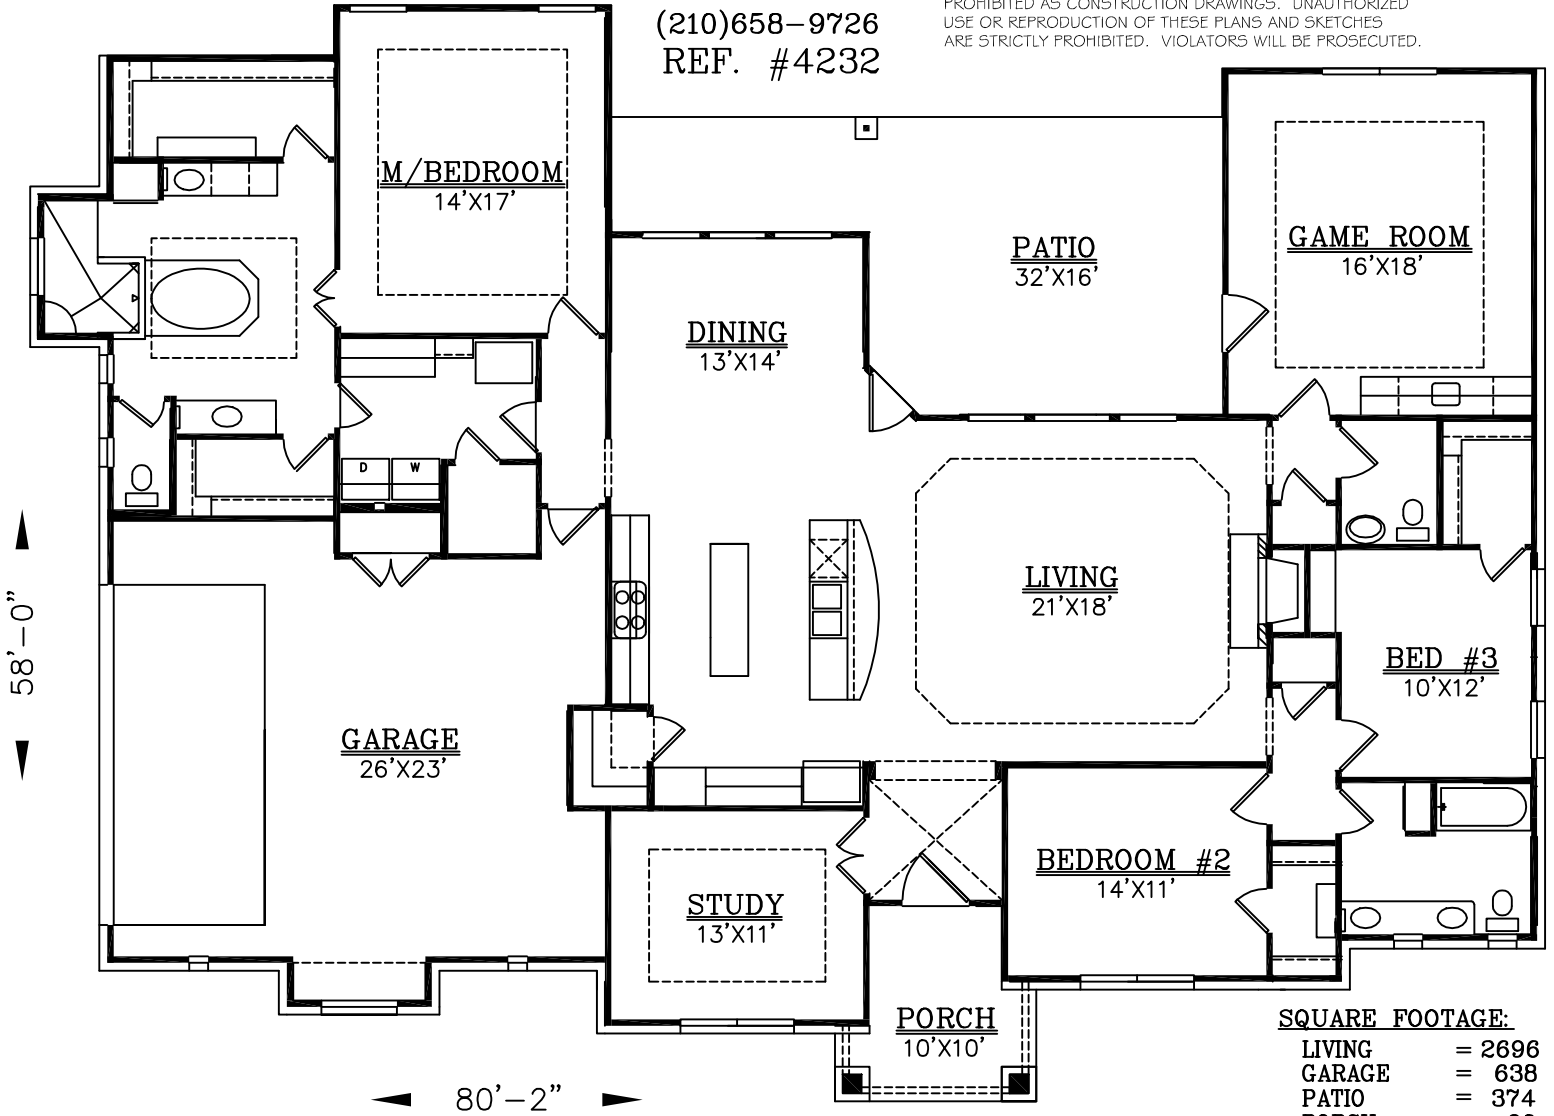 PROHIBITED AS CONSTRUCTION DRAWINGS. UNAUTHORIZED
USE OR REPRODUCTION OF THESE PLANS AND SKETCHES
ARE STRICTLY PROHIBITED. VIOLATORS WILL BE PROSECUTED.
(210)658-9726
REF. #4232
M/BEDROOM
14'X17'
PATIO
32'X16'
GAME ROOM
16'X18'
DINING
13'X14'
D
W
LIVING
21'X18'
BED #3
10'X12'
58'-0"
GARAGE
26'X23'
STUDY
13'X11'
BEDROOM #2
14'X11'
PORCH
10'X10'
80'-2"
SQUARE FOOTAGE:
LIVING = 2696
GARAGE = 638
PATIO = 374